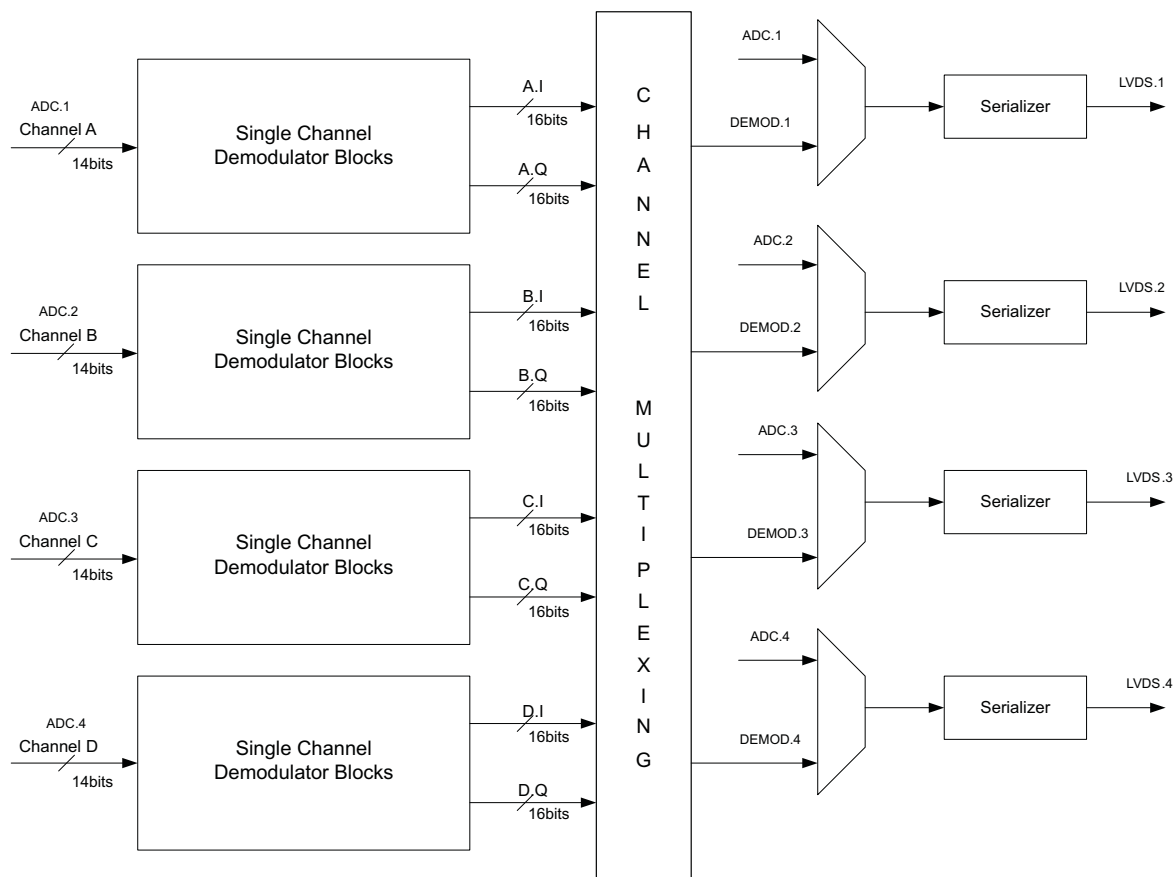 ADC.1
Channel A
14bits
Single Channel
Demodulator Blocks
A.I
16bits
A.Q
16bits
ADC.2
Channel B
14bits
Single Channel
Demodulator Blocks
B.I
16bits
B.Q
16bits
ADC.3
Channel C
14bits
Single Channel
Demodulator Blocks
C.I
16bits
C.Q
16bits
ADC.4
Channel D
14bits
Single Channel
Demodulator Blocks
D.I
16bits
D.Q
16bits
CHANNEL MULTIPLEXING
ADC.1
DEMOD.1
Serializer
LVDS.1
ADC.2
DEMOD.2
Serializer
LVDS.2
ADC.3
DEMOD.3
Serializer
LVDS.3
ADC.4
DEMOD.4
Serializer
LVDS.4